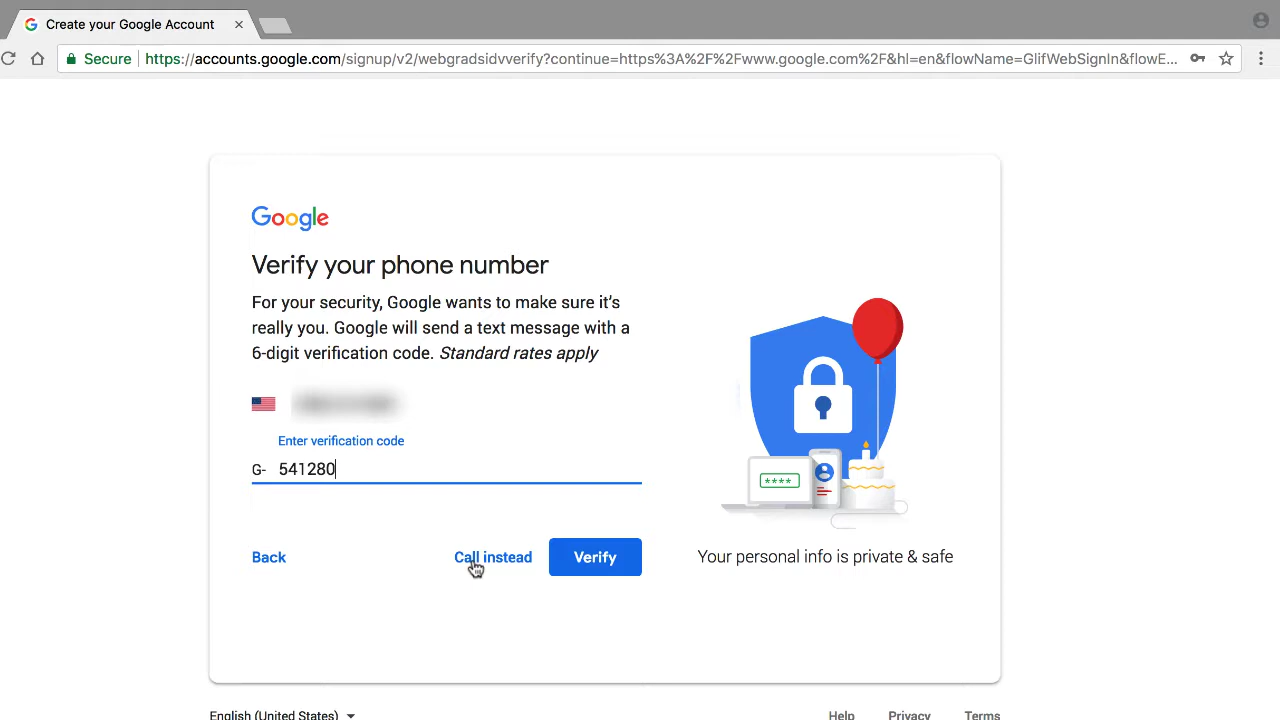 Create your Google Account
Secure https://accounts.google.com/signup/v2/webgradsidvverify?continue=https%3A%2F%2Fwww.google.com%2F&hl=en&flowName=GlifWebSignIn&flowE...
Google
Verify your phone number
For your security, Google wants to make sure it's
really you. Google will send a text message with a
6-digit verification code. Standard rates apply
Enter verification code
G- 541280
****
Back
Call instead
Verify
Your personal info is private & safe
English (United States)
Help
Privacy
Terms